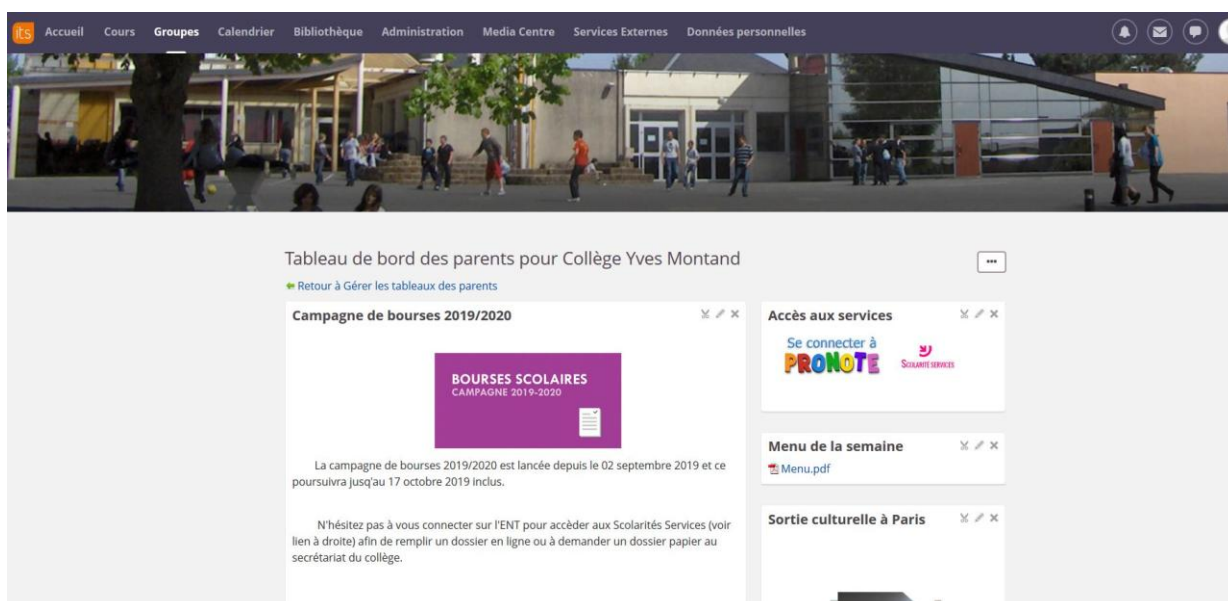 its Accueil Cours Groupes Calendrier Bibliothèque Administration Media Centre Services Externes Données personnelles
Tableau de bord des parents pour Collège Yves Montand
Retour à Gérer les tableaux des parents
Campagne de bourses 2019/2020
BOURSES SCOLAIRES
CAMPAGNE 2019-2020
La campagne de bourses 2019/2020 est lancée depuis le 02 septembre 2019 et ce
poursuivra jusqu'au 17 octobre 2019 inclus.
N'hésitez pas à vous connecter sur l'ENT pour accèder aux Scolarités Services (voir
lien à droite) afin de remplir un dossier en ligne ou à demander un dossier papier au
secrétariat du collège.
Accès aux services
Se connecter à
PRONOTE
SCOLARITÉ SERVICES
Menu de la semaine
Menu.pdf
Sortie culturelle à Paris